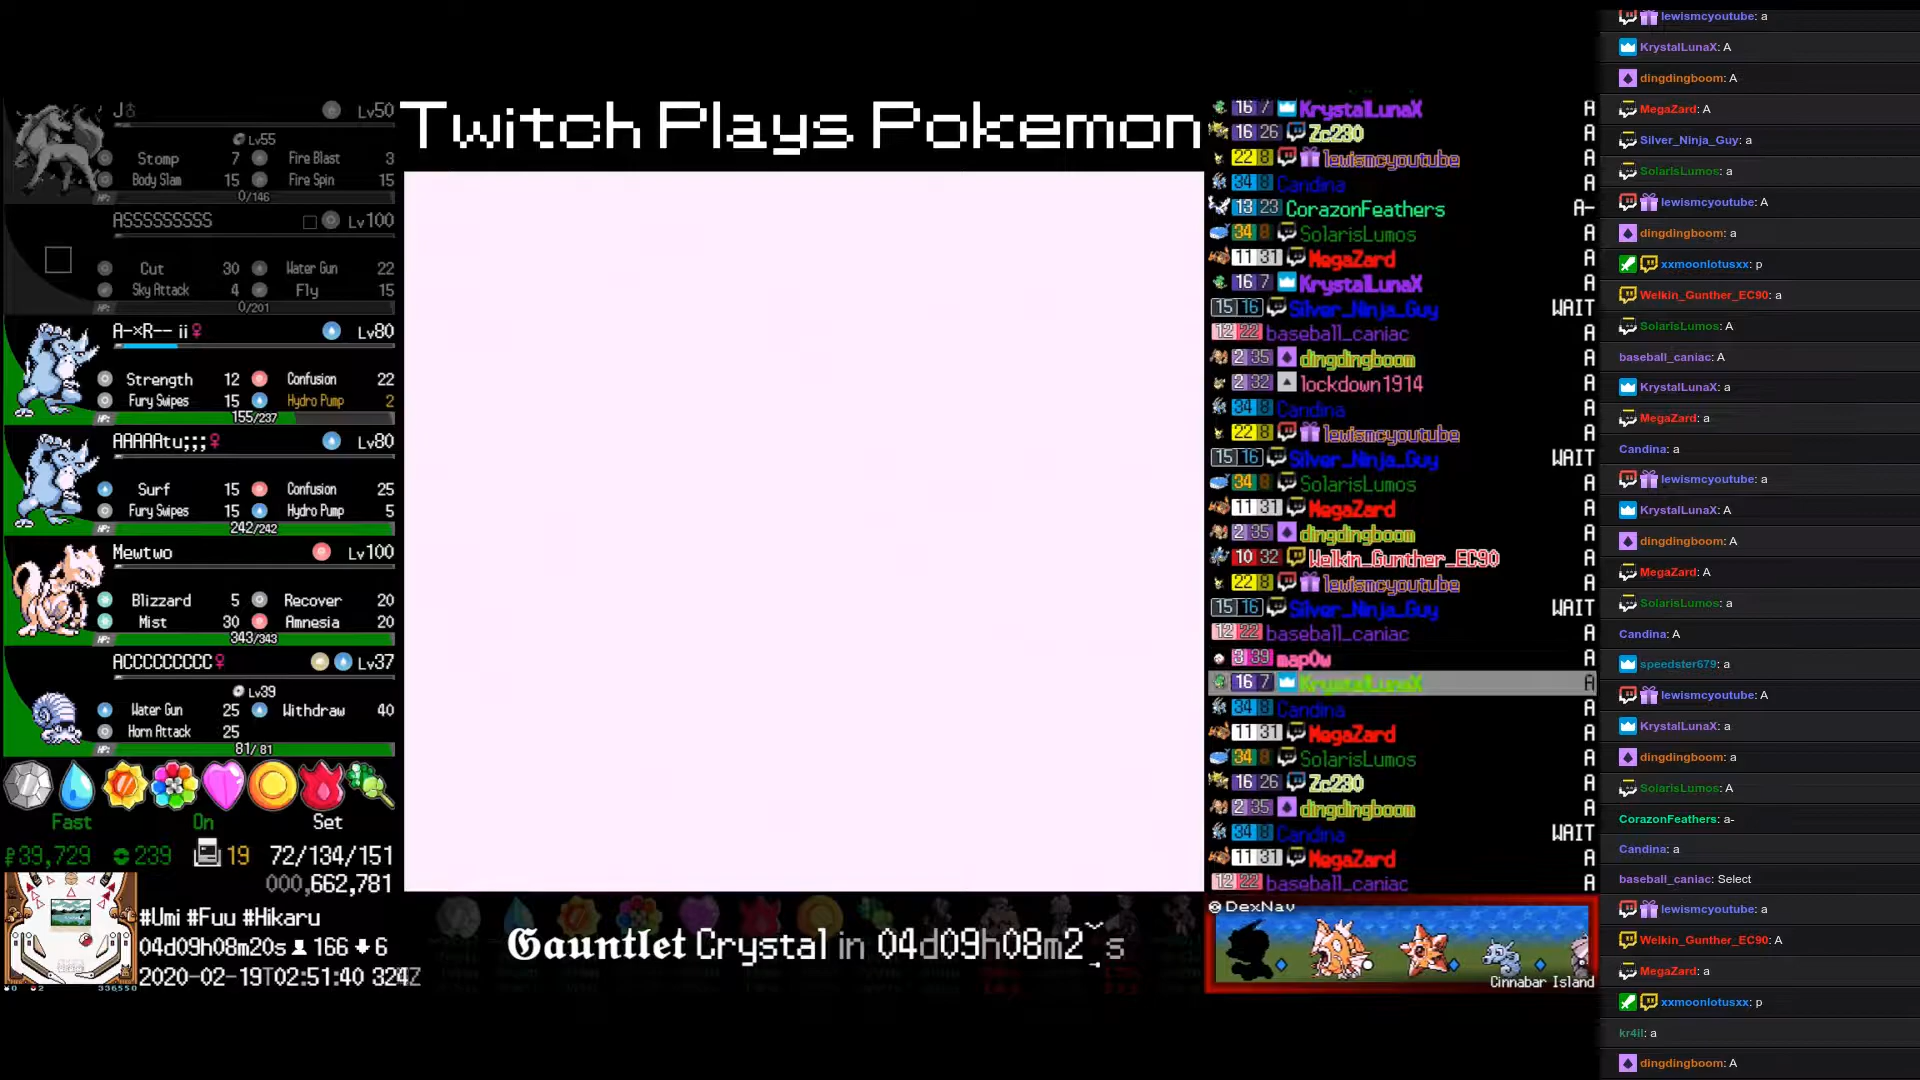 Twitch Plays Pokemon
J♂ Lv50
Lv55
Stomp 7 Fire Blast 3
Body Slam 15 Fire Spin 15
HP: 0/146
ASSSSSSSSS Lv100
Cut 30 Water Gun 22
Sky Attack 4 Fly 15
HP: 0/201
A-×R-- ii♀ Lv80
Strength 12 Confusion 22
Fury Swipes 15 Hydro Pump 2
HP: 155/237
AAAAAtu;;;♀ Lv80
Surf 15 Confusion 25
Fury Swipes 15 Hydro Pump 5
HP: 242/242
Mewtwo Lv100
Blizzard 5 Recover 20
Mist 30 Amnesia 20
HP: 343/343
ACCCCCCCCC♀ Lv37
Lv39
Water Gun 25 Withdraw 40
Horn Attack 25
HP: 81/81
Fast On Set
₽39,729 239 19 72/134/151
000,662,781
#Umi #Fuu #Hikaru
04d09h08m20s 166 6
2020-02-19T02:51:40 324Z
336550
Gauntlet Crystal in 04d09h08m2 s
16 7 KrystalLunaX A
16 26 Zc230 A
22 8 lewismcyoutube A
34 8 Candina A
13 23 CorazonFeathers A-
34 8 SolarisLumos A
11 31 MegaZard A
16 7 KrystalLunaX A
15 16 Silver_Ninja_Guy WAIT
12 22 baseball_caniac A
2 35 dingdingboom A
2 32 lockdown1914 A
34 8 Candina A
22 8 lewismcyoutube A
15 16 Silver_Ninja_Guy WAIT
34 8 SolarisLumos A
11 31 MegaZard A
2 35 dingdingboom A
10 32 Welkin_Gunther_EC90 A
22 8 lewismcyoutube A
15 16 Silver_Ninja_Guy WAIT
12 22 baseball_caniac A
3 39 map0w A
16 7 KrystalLunaX A
34 8 Candina A
11 31 MegaZard A
34 8 SolarisLumos A
16 26 Zc230 A
2 35 dingdingboom A
34 8 Candina WAIT
11 31 MegaZard A
12 22 baseball_caniac A
DexNav
Cinnabar Island
lewismcyoutube: a
KrystalLunaX: A
dingdingboom: A
MegaZard: A
Silver_Ninja_Guy: a
SolarisLumos: a
lewismcyoutube: A
dingdingboom: a
xxmoonlotusxx: p
Welkin_Gunther_EC90: a
SolarisLumos: A
baseball_caniac: A
KrystalLunaX: a
MegaZard: a
Candina: a
lewismcyoutube: a
KrystalLunaX: A
dingdingboom: A
MegaZard: A
SolarisLumos: a
Candina: A
speedster679: a
lewismcyoutube: A
KrystalLunaX: a
dingdingboom: a
SolarisLumos: A
CorazonFeathers: a-
Candina: a
baseball_caniac: Select
lewismcyoutube: a
Welkin_Gunther_EC90: A
MegaZard: a
xxmoonlotusxx: p
kr4il: a
dingdingboom: A